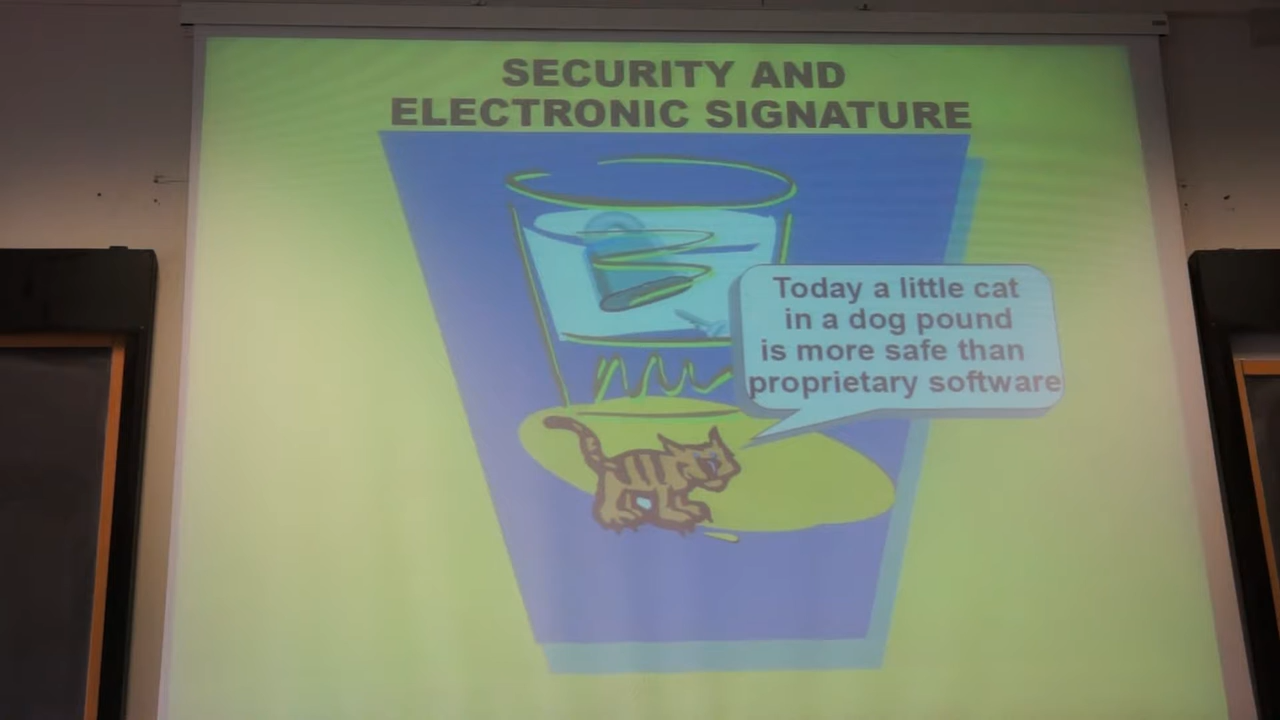 SECURITY AND
ELECTRONIC SIGNATURE
Today a little cat
in a dog pound
is more safe than
proprietary software